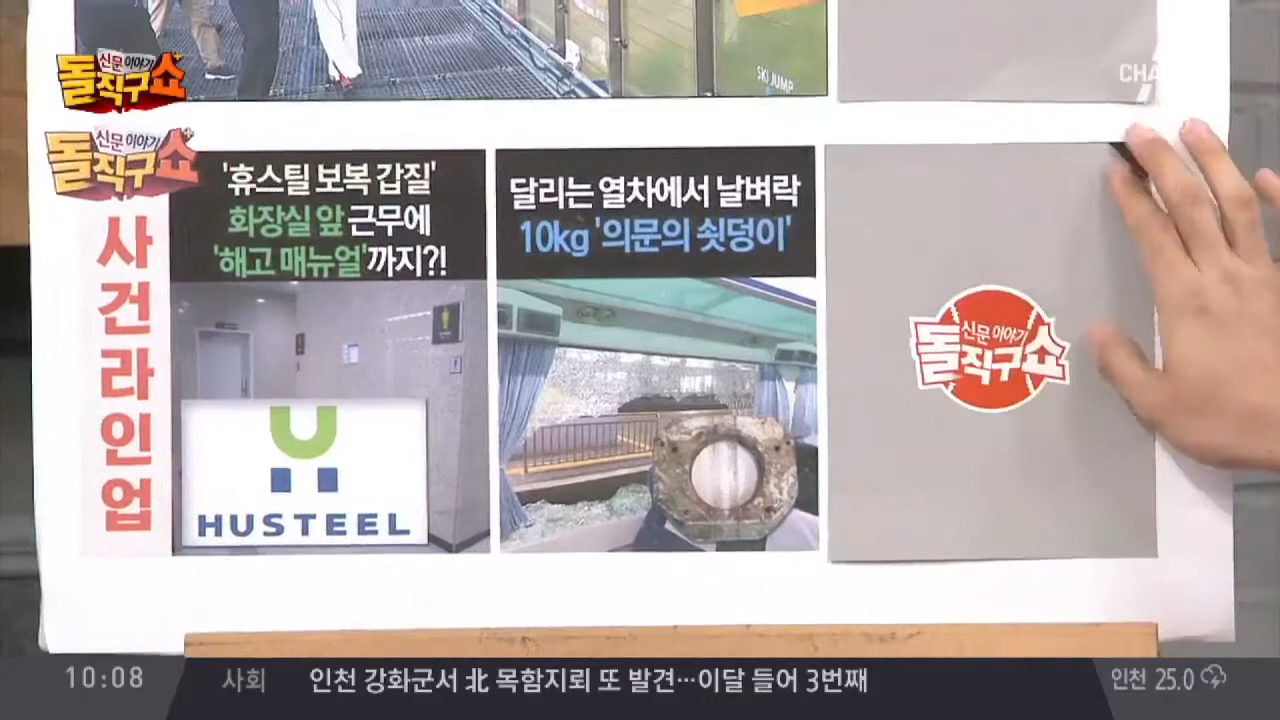 SKI JUMP
CHA
신문이야기
돌직구쇼+
신문이야기
돌직구쇼+
사건라인업
'휴스틸 보복 갑질'
화장실 앞 근무에
'해고 매뉴얼'까지?!
HUSTEEL
달리는 열차에서 날벼락
10kg '의문의 쇳덩이'
신문이야기
돌직구쇼
10:08 사회 인천 강화군서 北 목함지뢰 또 발견…이달 들어 3번째 인천 25.0